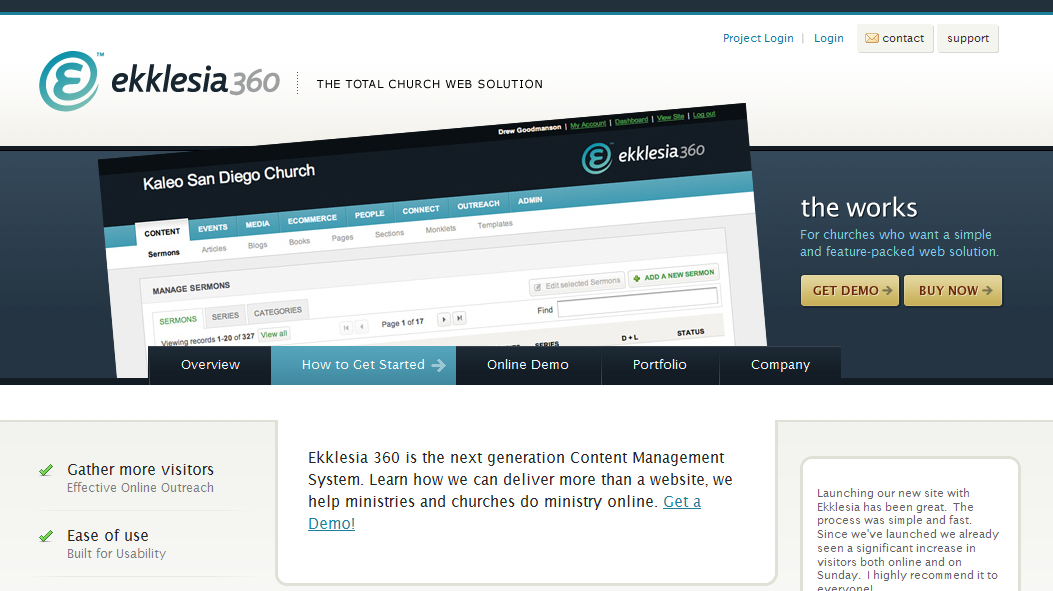 Project Login | Login
contact
support
ekklesia360
™
THE TOTAL CHURCH WEB SOLUTION
Drew Goodmanson | My Account | Dashboard | View Site | Log out
Kaleo San Diego Church
ekklesia360
CONTENT EVENTS MEDIA ECOMMERCE PEOPLE CONNECT OUTREACH ADMIN
Sermons Articles Blogs Books Pages Sections Monklets Templates
MANAGE SERMONS
Edit selected Sermons
ADD A NEW SERMON
SERMONS SERIES CATEGORIES
Find
Viewing records 1-20 of 327 View all
Page 1 of 17
SERIES D + L STATUS
the works
For churches who want a simple
and feature-packed web solution.
GET DEMO
BUY NOW
Overview
How to Get Started
Online Demo
Portfolio
Company
Gather more visitors
Effective Online Outreach
Ease of use
Built for Usability
Ekklesia 360 is the next generation Content Management
System. Learn how we can deliver more than a website, we
help ministries and churches do ministry online. Get a
Demo!
Launching our new site with
Ekklesia has been great. The
process was simple and fast.
Since we've launched we already
seen a significant increase in
visitors both online and on
Sunday. I highly recommend it to
everyone!